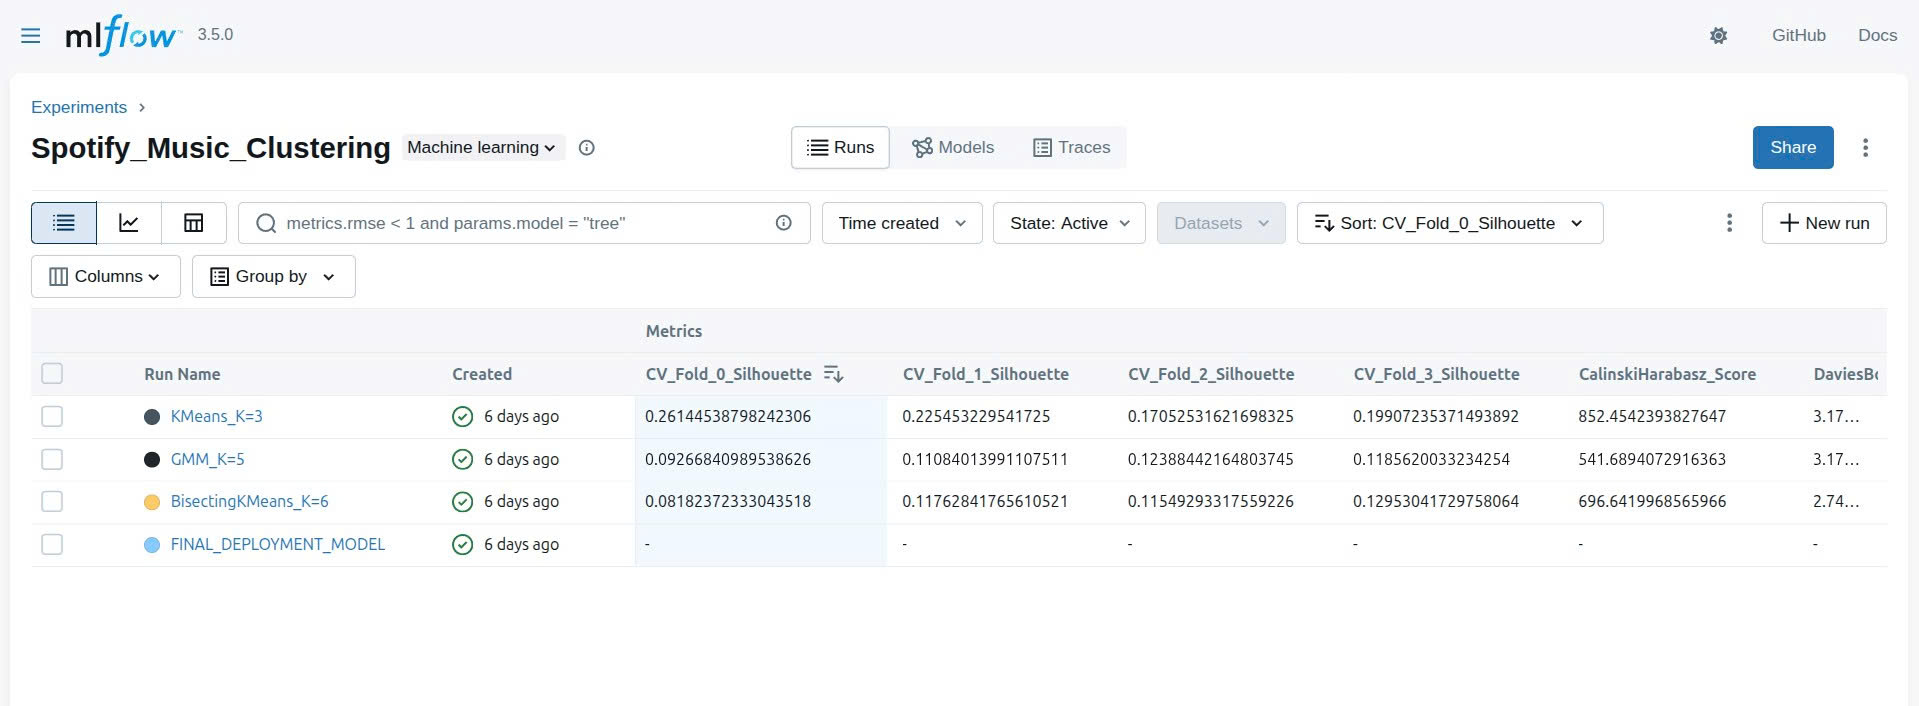 mlflow™ 3.5.0 GitHub Docs
Experiments
Spotify_Music_Clustering Machine learning Runs Models Traces Share
metrics.rmse < 1 and params.model = "tree" Time created State: Active Datasets Sort: CV_Fold_0_Silhouette New run
Columns Group by
Metrics
Run Name Created CV_Fold_0_Silhouette CV_Fold_1_Silhouette CV_Fold_2_Silhouette CV_Fold_3_Silhouette CalinskiHarabasz_Score DaviesBo
KMeans_K=3 6 days ago 0.26144538798242306 0.225453229541725 0.17052531621698325 0.19907235371493892 852.4542393827647 3.17…
GMM_K=5 6 days ago 0.09266840989538626 0.11084013991107511 0.12388442164803745 0.1185620033234254 541.6894072916363 3.17…
BisectingKMeans_K=6 6 days ago 0.08182372333043518 0.11762841765610521 0.11549293317559226 0.12953041729758064 696.6419968565966 2.74…
FINAL_DEPLOYMENT_MODEL 6 days ago - - - - - -